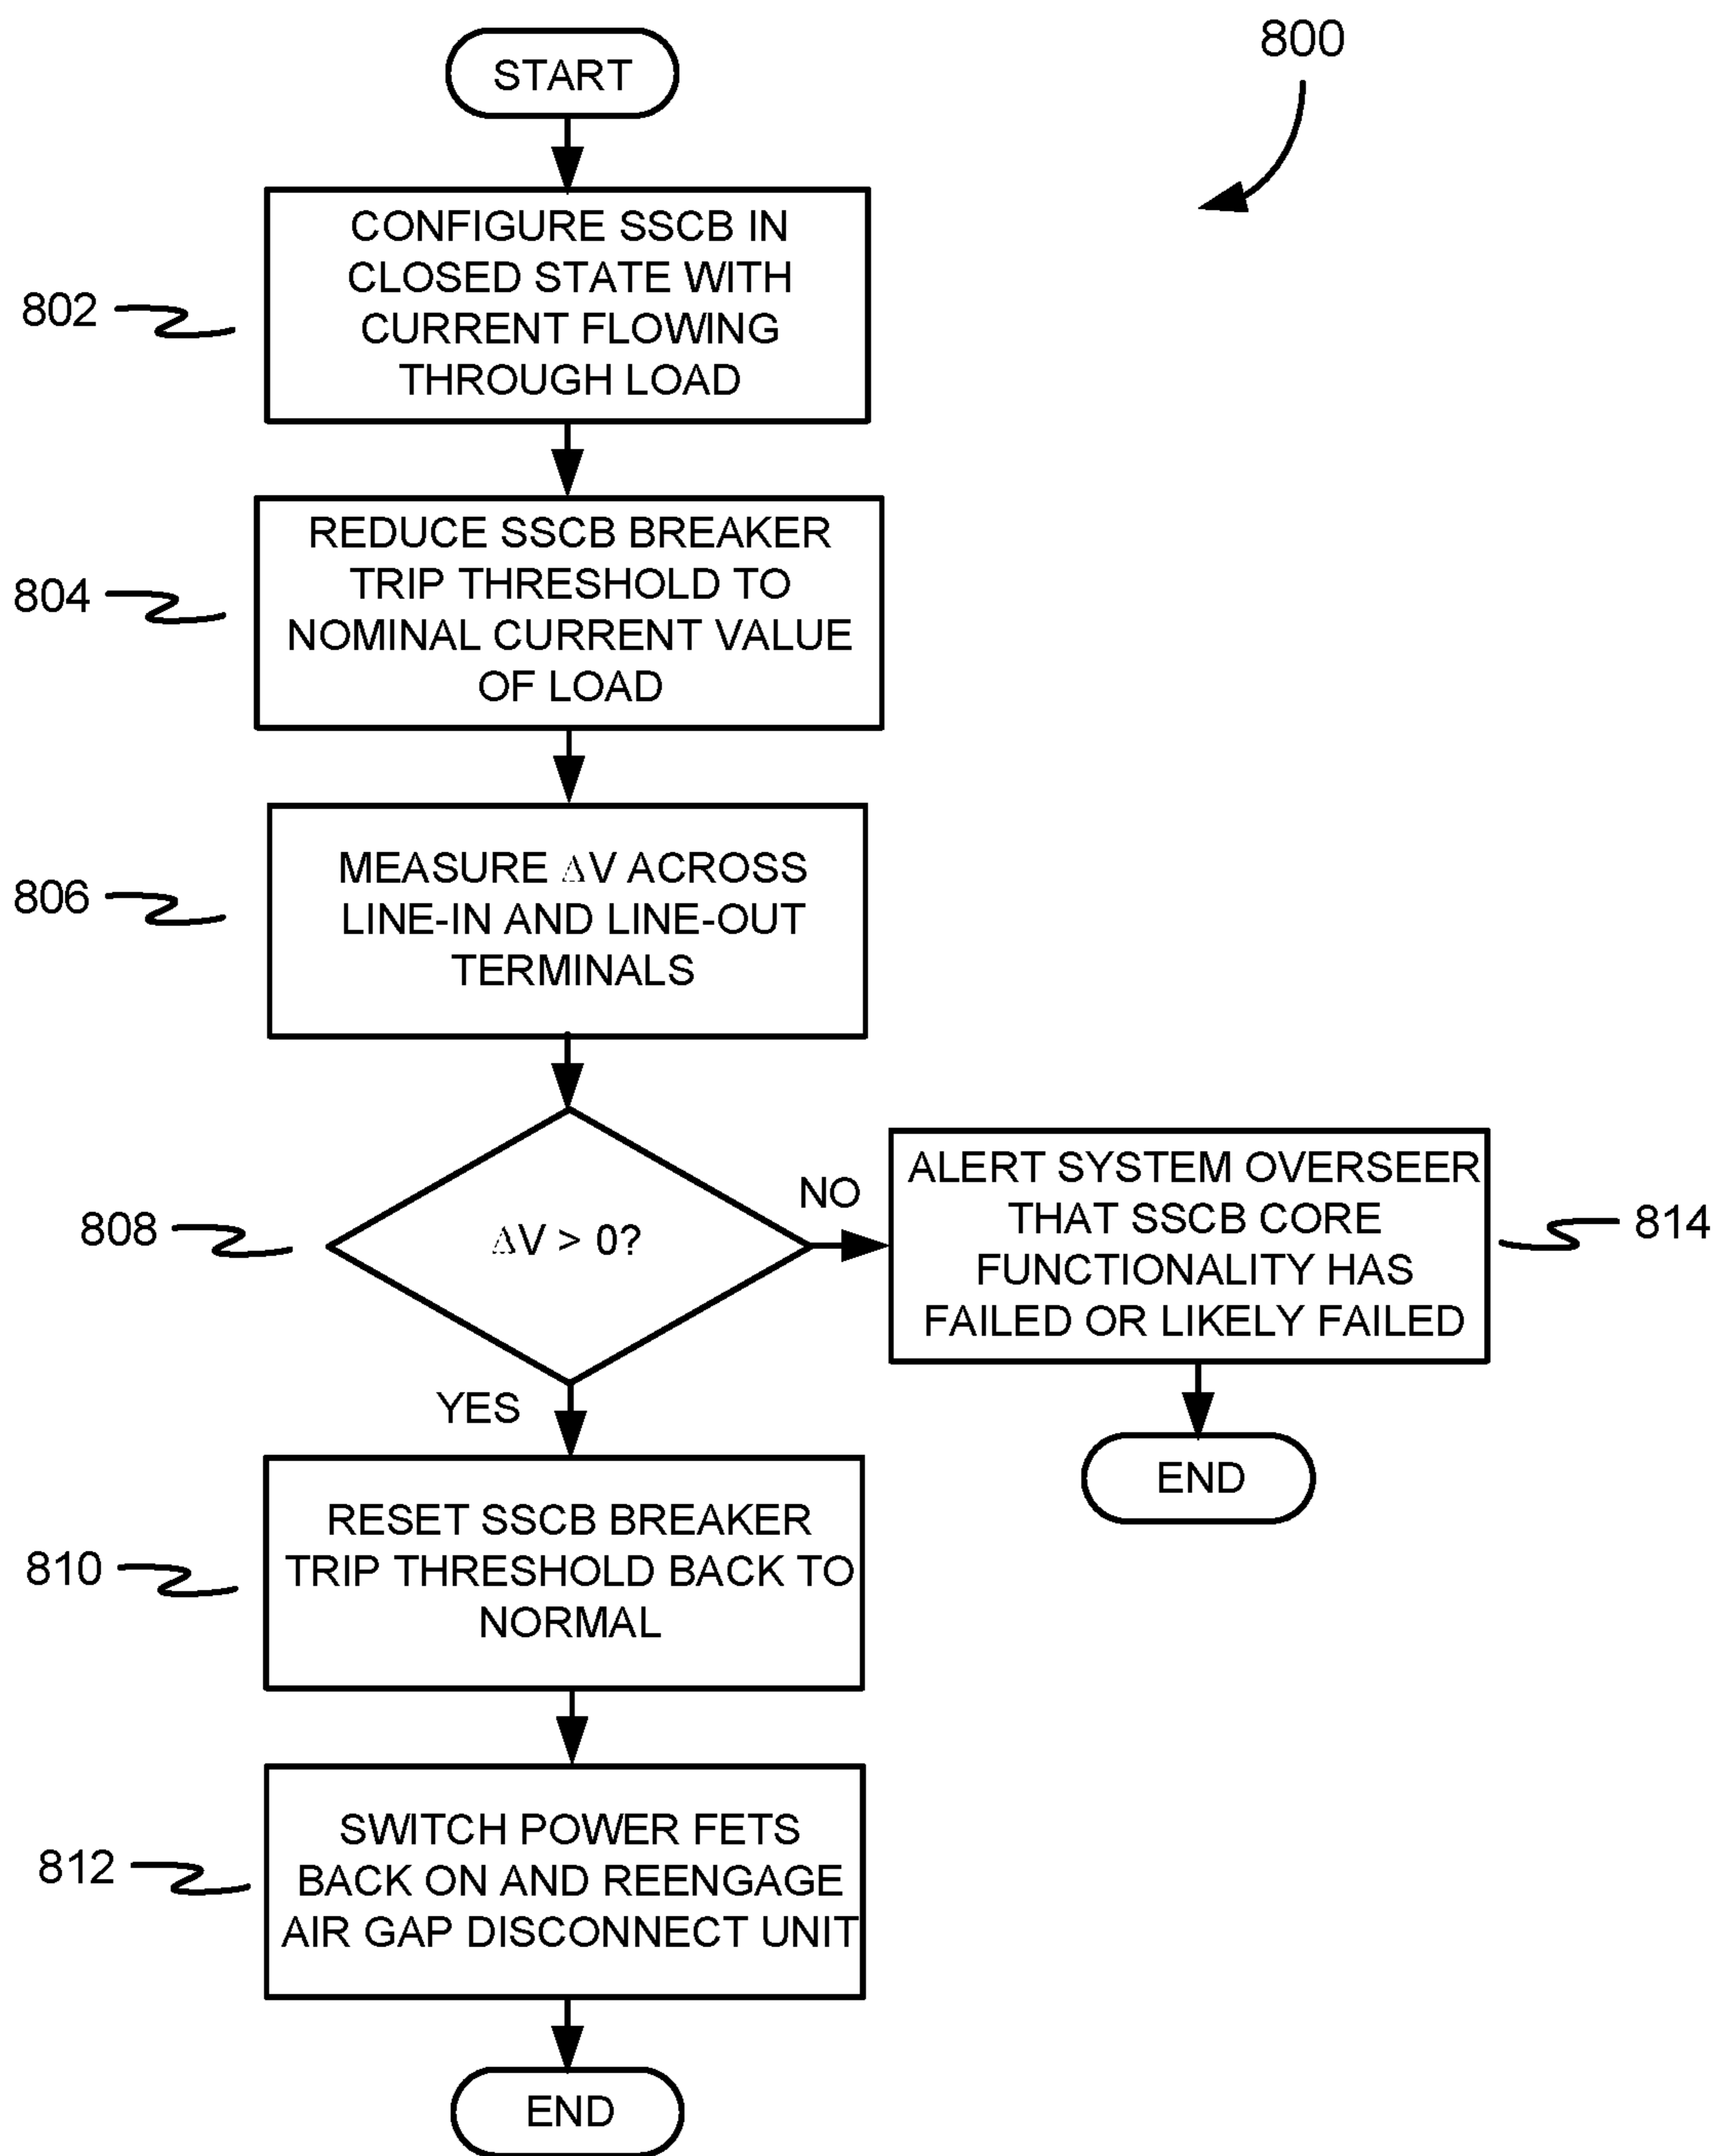 START
800
802
CONFIGURE SSCB IN
CLOSED STATE WITH
CURRENT FLOWING
THROUGH LOAD
804
REDUCE SSCB BREAKER
TRIP THRESHOLD TO
NOMINAL CURRENT VALUE
OF LOAD
806
MEASURE ΔV ACROSS
LINE-IN AND LINE-OUT
TERMINALS
808
ΔV > 0?
NO
YES
ALERT SYSTEM OVERSEER
THAT SSCB CORE
FUNCTIONALITY HAS
FAILED OR LIKELY FAILED
814
END
810
RESET SSCB BREAKER
TRIP THRESHOLD BACK TO
NORMAL
812
SWITCH POWER FETS
BACK ON AND REENGAGE
AIR GAP DISCONNECT UNIT
END